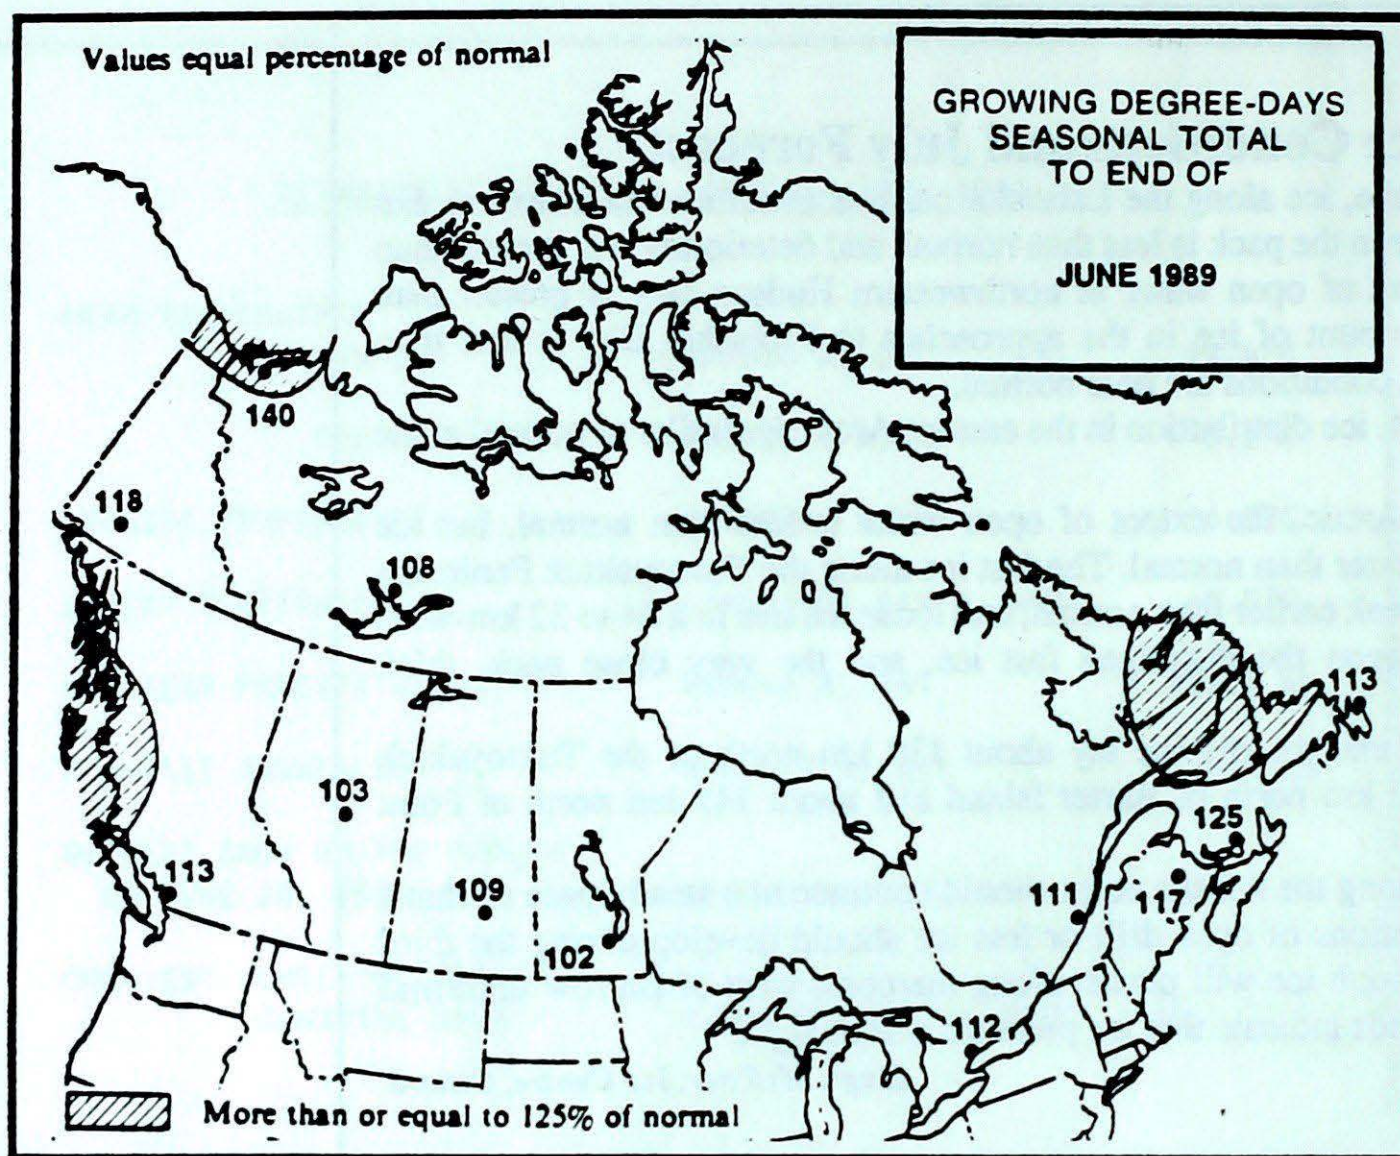 Values equal percentage of normal
GROWING DEGREE-DAYS
SEASONAL TOTAL
TO END OF
JUNE 1989
140
118
108
113
103
125
113
109
111
117
102
112
More than or equal to 125% of normal